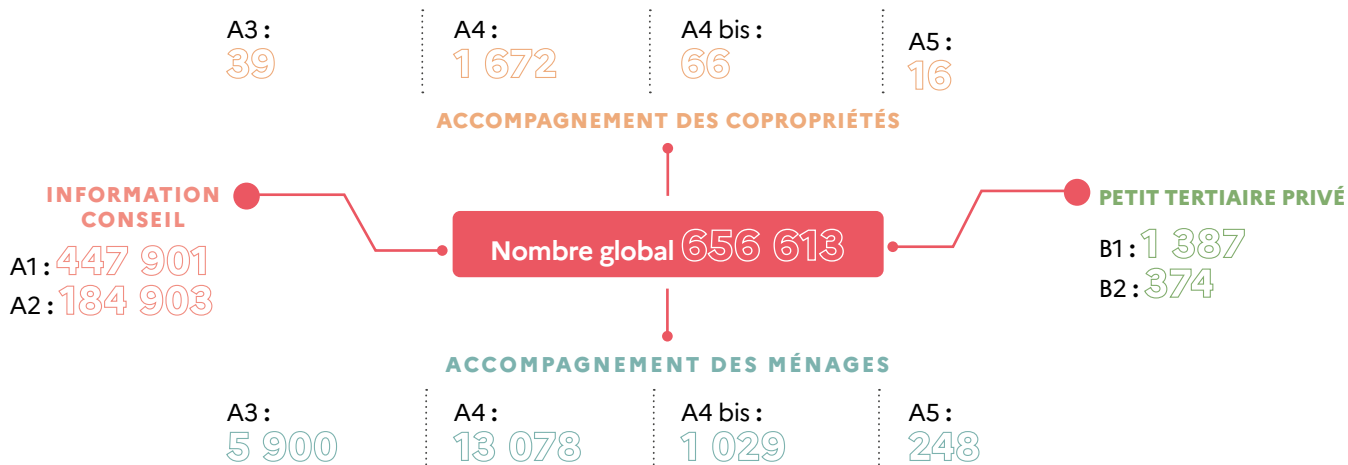 A3 :
39
A4 :
1 672
A4 bis :
66
A5 :
16
ACCOMPAGNEMENT DES COPROPRIÉTÉS
INFORMATION
CONSEIL
A1 : 447 901
A2 : 184 903
Nombre global 656 613
PETIT TERTIAIRE PRIVÉ
B1 : 1 387
B2 : 374
ACCOMPAGNEMENT DES MÉNAGES
A3 :
5 900
A4 :
13 078
A4 bis :
1 029
A5 :
248